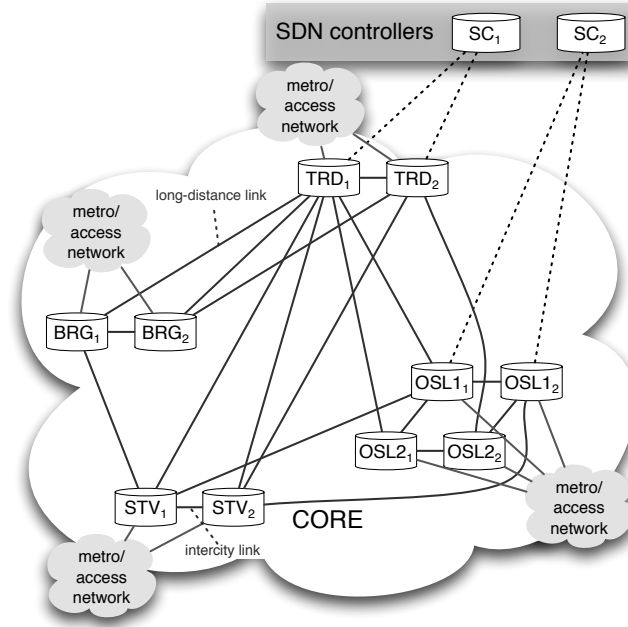 SDN controllers
SC₁
SC₂
metro/
access
network
TRD₁
TRD₂
long-distance link
metro/
access
network
BRG₁
BRG₂
OSL1₁
OSL1₂
OSL2₁
OSL2₂
STV₁
STV₂
CORE
intercity link
metro/
access
network
metro/
access
network